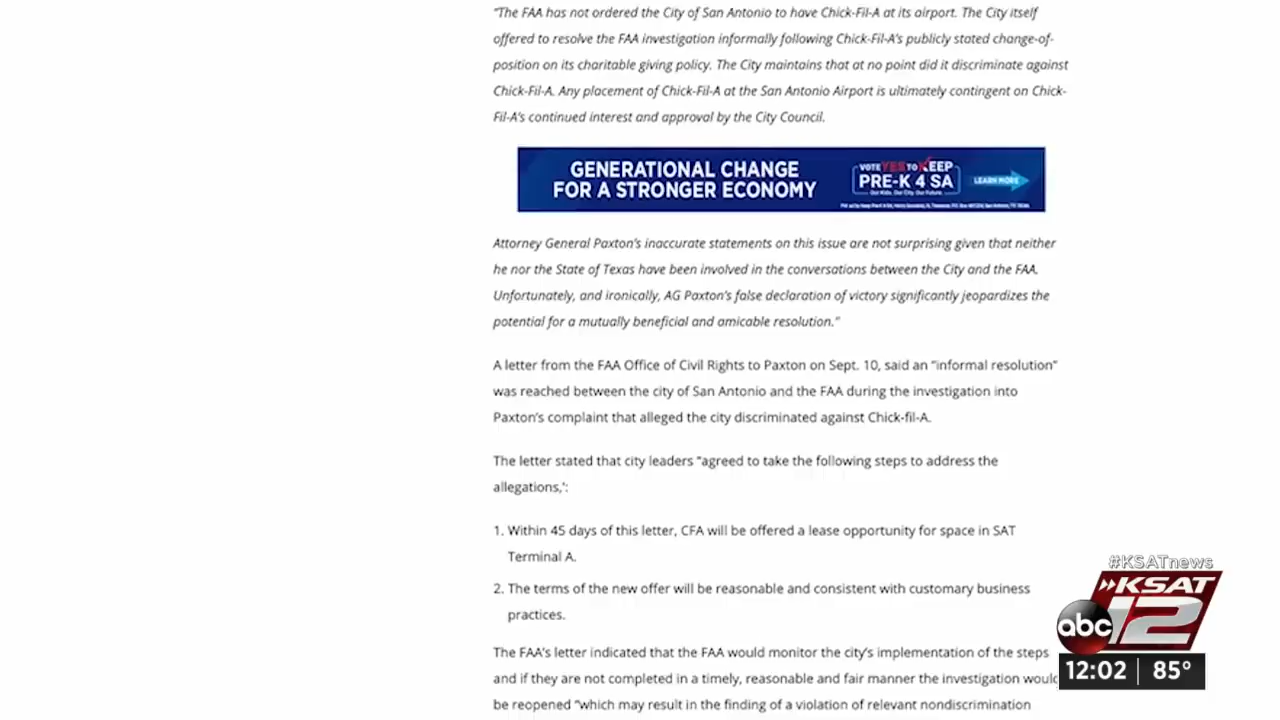 “The FAA has not ordered the City of San Antonio to have Chick-Fil-A at its airport. The City itself
offered to resolve the FAA investigation informally following Chick-Fil-A’s publicly stated change-of-
position on its charitable giving policy. The City maintains that at no point did it discriminate against
Chick-Fil-A. Any placement of Chick-Fil-A at the San Antonio Airport is ultimately contingent on Chick-
Fil-A’s continued interest and approval by the City Council.
GENERATIONAL CHANGE
FOR A STRONGER ECONOMY
VOTE YES TO KEEP
PRE-K 4 SA
Our Kids. Our City. Our Future.
LEARN MORE
Attorney General Paxton’s inaccurate statements on this issue are not surprising given that neither
he nor the State of Texas have been involved in the conversations between the City and the FAA.
Unfortunately, and ironically, AG Paxton’s false declaration of victory significantly jeopardizes the
potential for a mutually beneficial and amicable resolution.”
A letter from the FAA Office of Civil Rights to Paxton on Sept. 10, said an “informal resolution”
was reached between the city of San Antonio and the FAA during the investigation into
Paxton’s complaint that alleged the city discriminated against Chick-fil-A.
The letter stated that city leaders “agreed to take the following steps to address the
allegations,’:
1. Within 45 days of this letter, CFA will be offered a lease opportunity for space in SAT
Terminal A.
2. The terms of the new offer will be reasonable and consistent with customary business
practices.
The FAA’s letter indicated that the FAA would monitor the city’s implementation of the steps
and if they are not completed in a timely, reasonable and fair manner the investigation would
be reopened “which may result in the finding of a violation of relevant nondiscrimination
#KSATnews
KSAT
abc 12
12:02 85°